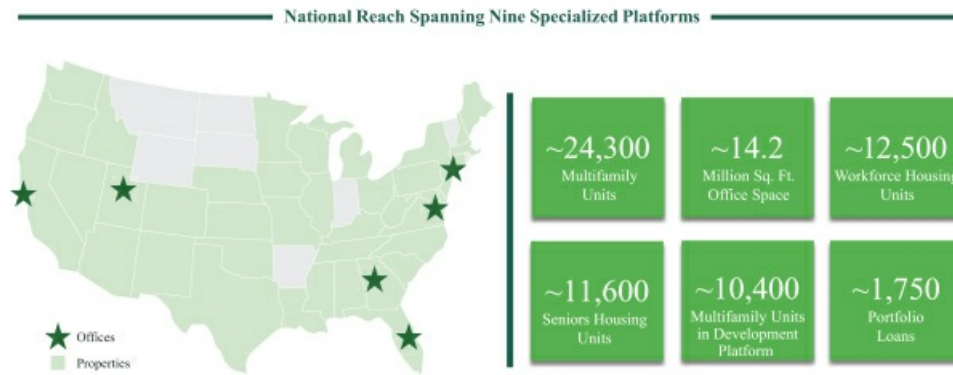 National Reach Spanning Nine Specialized Platforms
~24,300
Multifamily
Units
~14.2
Million Sq. Ft.
Office Space
~12,500
Workforce Housing
Units
~11,600
Seniors Housing
Units
~10,400
Multifamily Units
in Development
Platform
~1,750
Portfolio
Loans
Offices
Properties